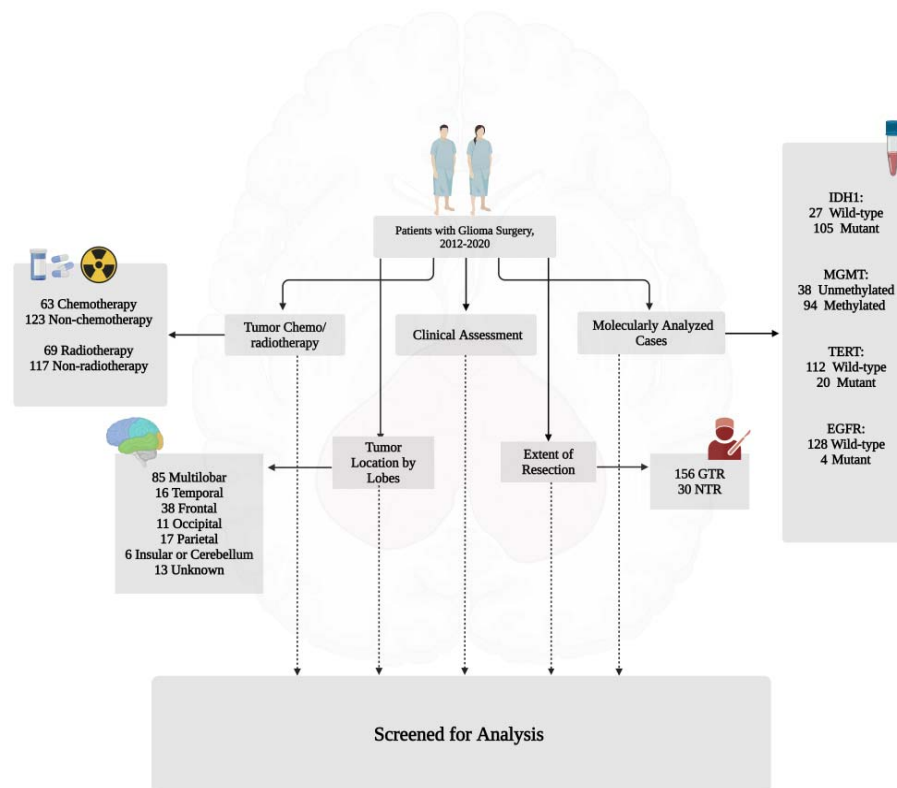 Patients with Glioma Surgery,
2012-2020
63 Chemotherapy
123 Non-chemotherapy
69 Radiotherapy
117 Non-radiotherapy
Tumor Chemo/
radiotherapy
Clinical Assessment
Molecularly Analyzed
Cases
IDH1:
27 Wild-type
105 Mutant
MGMT:
38 Unmethylated
94 Methylated
TERT:
112 Wild-type
20 Mutant
EGFR:
128 Wild-type
4 Mutant
85 Multilobar
16 Temporal
38 Frontal
11 Occipital
17 Parietal
6 Insular or Cerebellum
13 Unknown
Tumor
Location by
Lobes
Extent of
Resection
156 GTR
30 NTR
Screened for Analysis